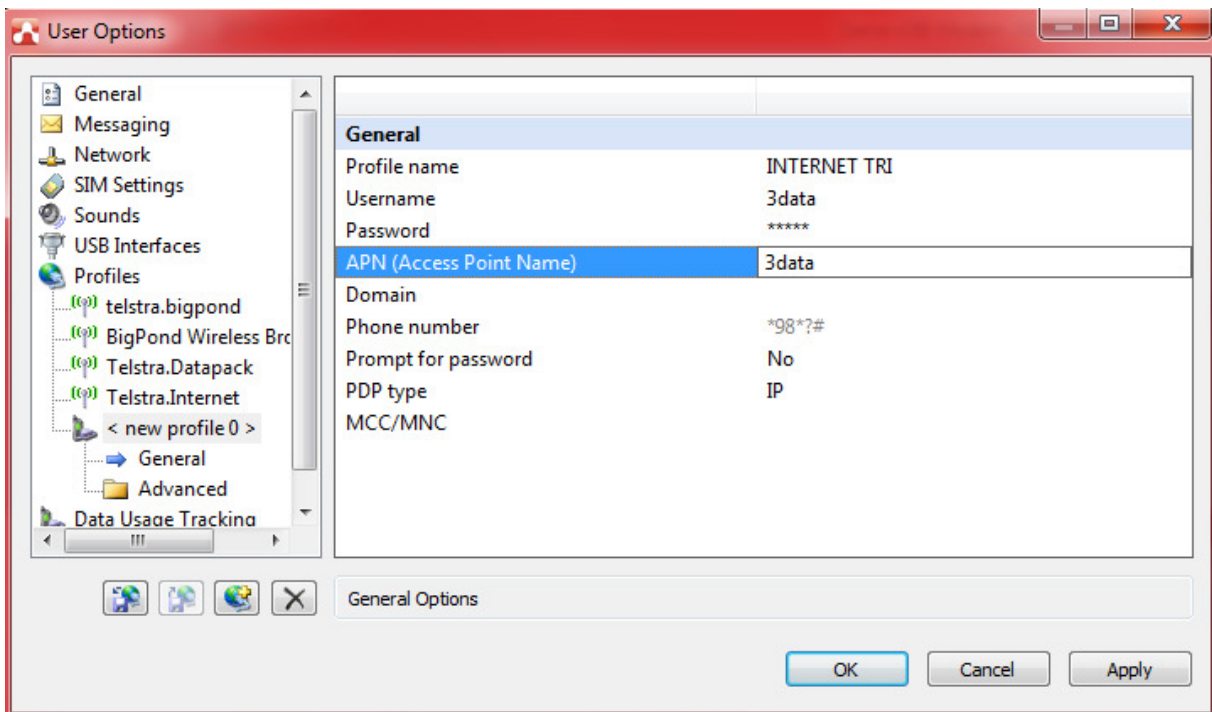 User Options
General
Messaging
Network
SIM Settings
Sounds
USB Interfaces
Profiles
telstra.bigpond
BigPond Wireless Brc
Telstra.Datapack
Telstra.Internet
< new profile 0 >
General
Advanced
Data Usage Tracking
General
Profile name INTERNET TRI
Username 3data
Password *****
APN (Access Point Name) 3data
Domain
Phone number *98*?#
Prompt for password No
PDP type IP
MCC/MNC
General Options
OK Cancel Apply